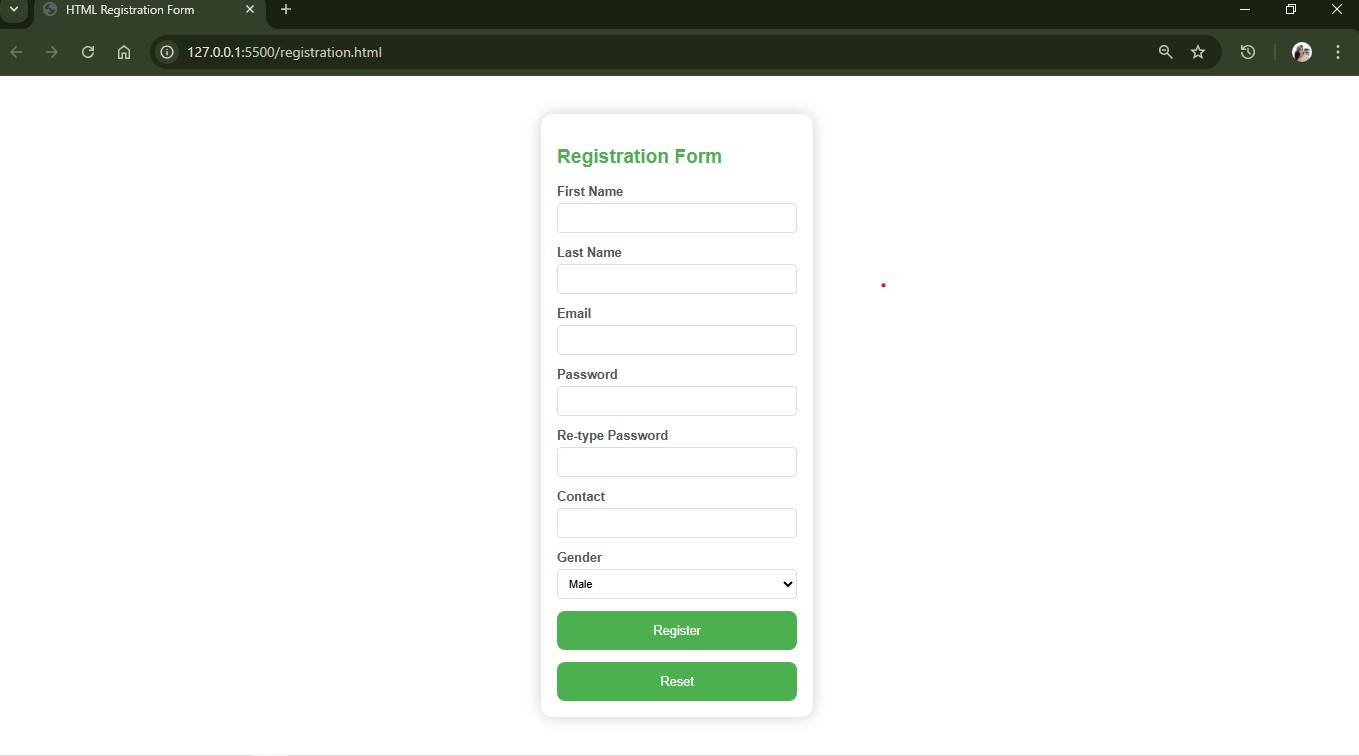 HTML Registration Form
127.0.0.1:5500/registration.html
Registration Form
First Name
Last Name
Email
Password
Re-type Password
Contact
Gender
Male
Register
Reset